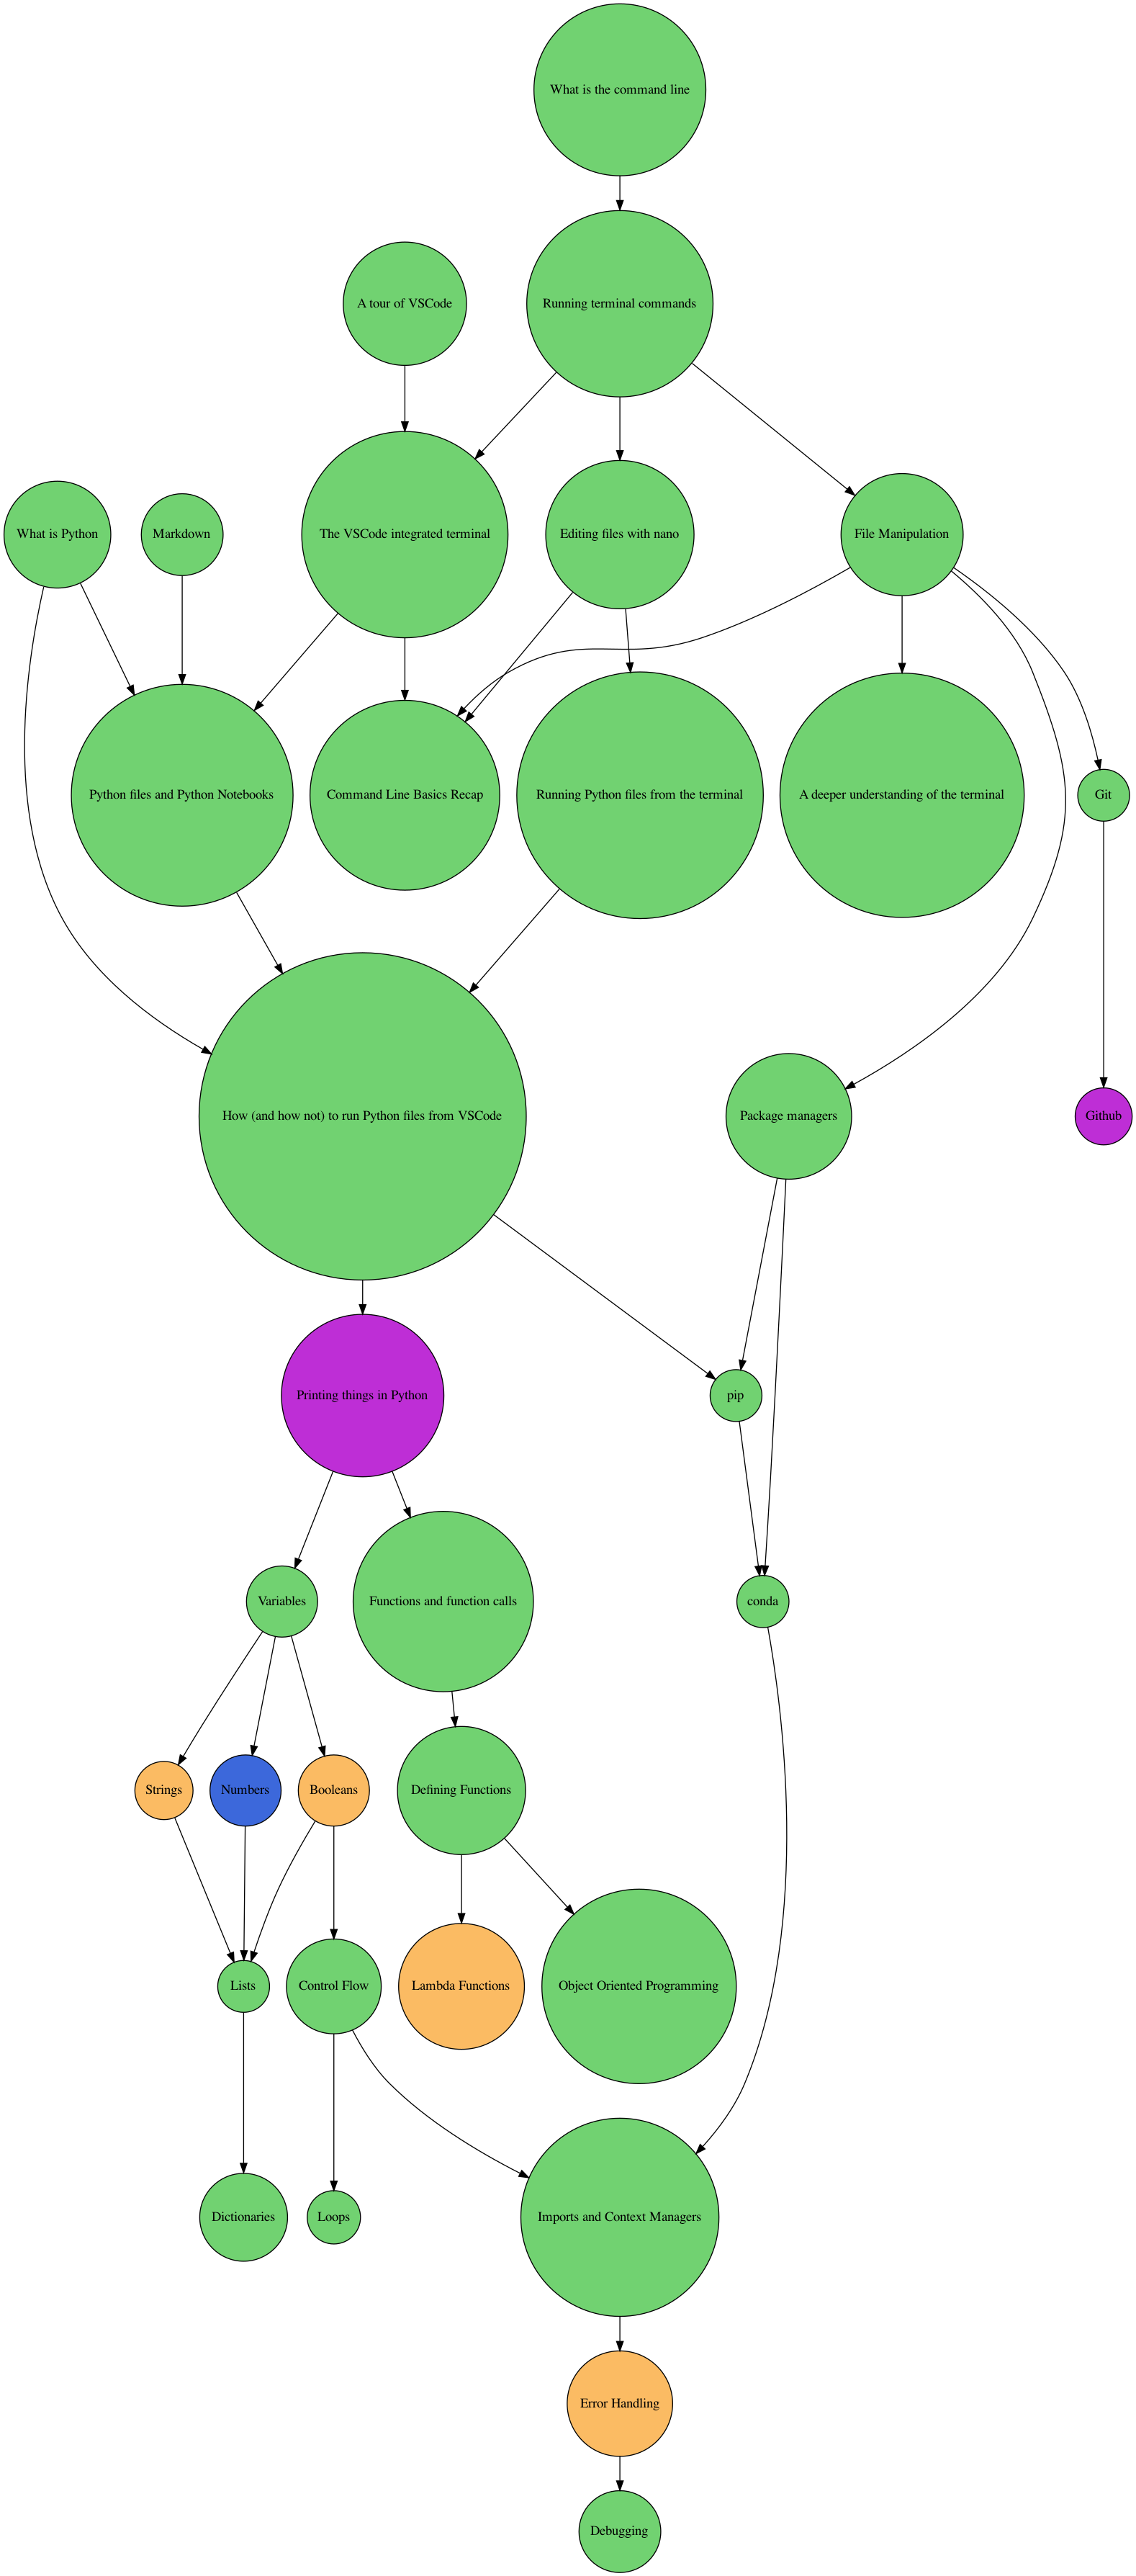 What is the command line
A tour of VSCode
Running terminal commands
What is Python
Markdown
The VSCode integrated terminal
Editing files with nano
File Manipulation
Python files and Python Notebooks
Command Line Basics Recap
Running Python files from the terminal
A deeper understanding of the terminal
Git
How (and how not) to run Python files from VSCode
Package managers
Github
Printing things in Python
pip
Variables
Functions and function calls
conda
Strings
Numbers
Booleans
Defining Functions
Lists
Control Flow
Lambda Functions
Object Oriented Programming
Dictionaries
Loops
Imports and Context Managers
Error Handling
Debugging